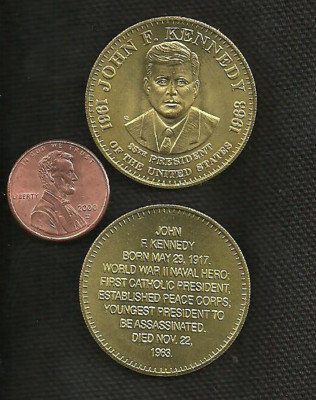 JOHN F. KENNEDY
1961 1963
35TH PRESIDENT
OF THE UNITED STATES
IN GOD WE TRUST
LIBERTY
2000
JOHN
F. KENNEDY
BORN MAY 29, 1917.
WORLD WAR II NAVAL HERO;
FIRST CATHOLIC PRESIDENT,
ESTABLISHED PEACE CORPS;
YOUNGEST PRESIDENT TO
BE ASSASSINATED.
DIED NOV. 22,
1963.